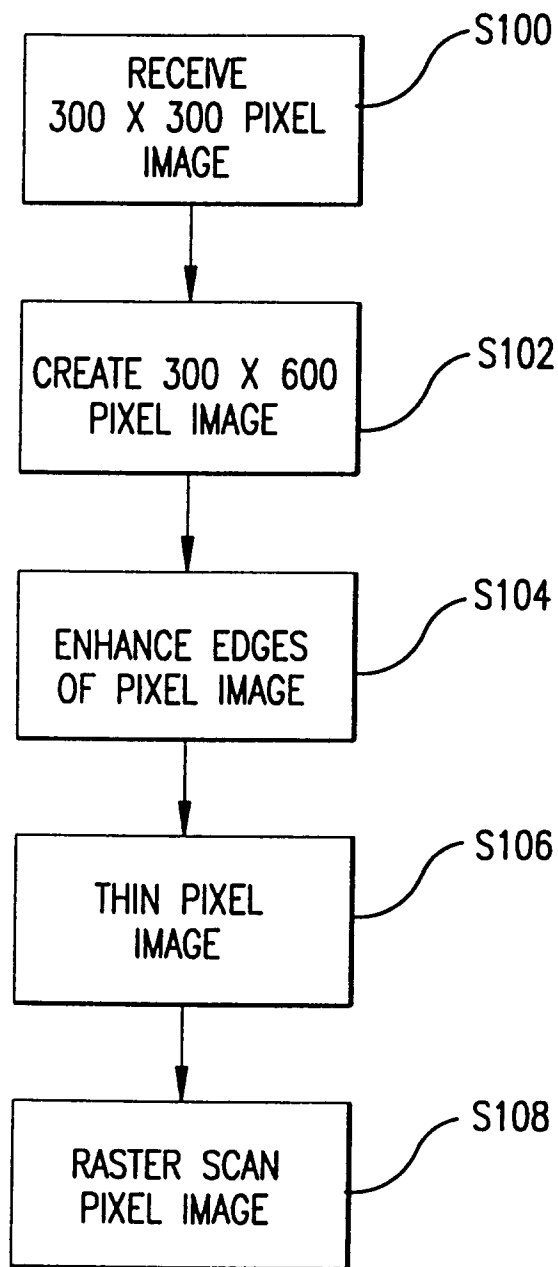 S100
RECEIVE
300 X 300 PIXEL
IMAGE
S102
CREATE 300 X 600
PIXEL IMAGE
S104
ENHANCE EDGES
OF PIXEL IMAGE
S106
THIN PIXEL
IMAGE
S108
RASTER SCAN
PIXEL IMAGE